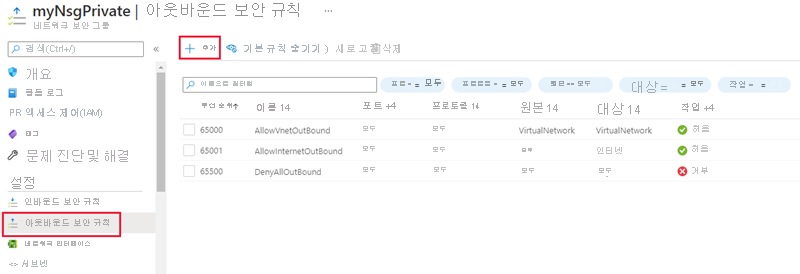 myNsgPrivate | 아웃바운드 보안 규칙 ...
네트워크 보안 그룹
검색(Ctrl+/) «
추가 기본 규칙 숨기기 ) 새로 고침 삭제
개요
활동 로그
PR 액세스 제어(IAM)
태그
문제 진단 및 해결
설정
인바운드 보안 규칙
아웃바운드 보안 규칙
네트워크 인터페이스
<> 서브넷
이름으로 필터링
포트 = 모두 프로토콜 = 모두 원본 == 모두 대상 = = 모두 작업 = =
우선 순위↑ 이름 14 포트 +4 프로토콜 14 원본 14 대상 14 작업 +4
65000 AllowVnetOutBound 모두 모두 VirtualNetwork VirtualNetwork 허용
65001 AllowInternetOutBound 모두 모두 모두 인터넷 허용
65500 DenyAllOutBound 모두 모두 모두 모두 거부